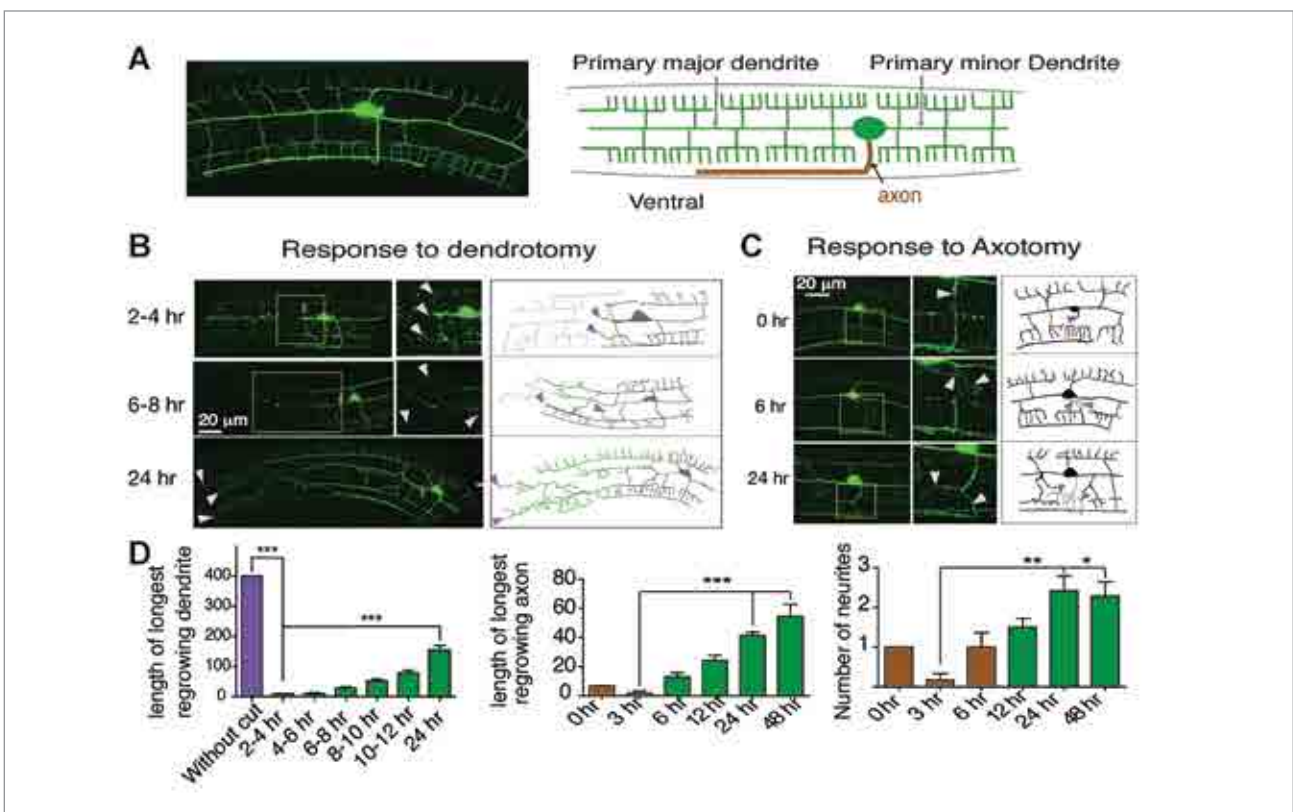 A
Primary major dendrite
Primary minor Dendrite
axon
Ventral
B
Response to dendrotomy
2-4 hr
6-8 hr
20 µm
24 hr
C
Response to Axotomy
20 µm
0 hr
6 hr
24 hr
D
length of longest
regrowing dendrite
400
300
200
100
0
***
***
Without cut
2-4 hr
4-6 hr
6-8 hr
8-10 hr
10-12 hr
24 hr
length of longest
regrowing axon
80
60
40
20
0
***
0 hr
3 hr
6 hr
12 hr
24 hr
48 hr
Number of neurites
3
2
1
**
*
0 hr
3 hr
6 hr
12 hr
24 hr
48 hr